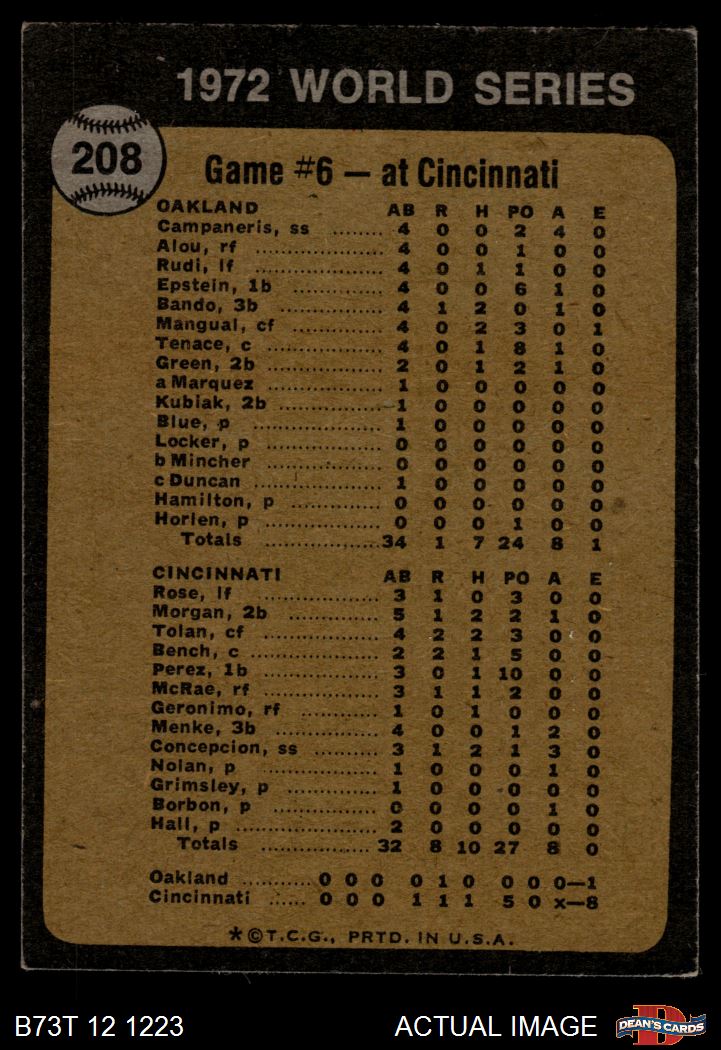 1972 WORLD SERIES
208
Game #6 — at Cincinnati
OAKLAND AB R H PO A E
Campaneris, ss ........ 4 0 0 2 4 0
Alou, rf .................. 4 0 0 1 0 0
Rudi, lf .................. 4 0 1 1 0 0
Epstein, 1b .............. 4 0 0 6 1 0
Bando, 3b ............... 4 1 2 0 1 0
Mangual, cf ............. 4 0 2 3 0 1
Tenace, c ................ 4 0 1 8 1 0
Green, 2b ............... 2 0 1 2 1 0
a Marquez ............... 1 0 0 0 0 0
Kubiak, 2b .............. 1 0 0 0 0 0
Blue, p .................. 1 0 0 0 0 0
Locker, p ................ 0 0 0 0 0 0
b Mincher ............... 0 0 0 0 0 0
c Duncan ................ 1 0 0 0 0 0
Hamilton, p ............. 0 0 0 0 0 0
Horlen, p ............... 0 0 0 1 0 0
Totals ................ 34 1 7 24 8 1
CINCINNATI AB R H PO A E
Rose, lf ................. 3 1 0 3 0 0
Morgan, 2b ............. 5 1 2 2 1 0
Tolan, cf ................ 4 2 2 3 0 0
Bench, c ................ 2 2 1 5 0 0
Perez, 1b ............... 3 0 1 10 0 0
McRae, rf ............... 3 1 1 2 0 0
Geronimo, rf ........... 1 0 1 0 0 0
Menke, 3b .............. 4 0 0 1 2 0
Concepcion, ss ......... 3 1 2 1 3 0
Nolan, p ................ 1 0 0 0 1 0
Grimsley, p ............. 1 0 0 0 0 0
Borbon, p ............... 0 0 0 0 1 0
Hall, p .................. 2 0 0 0 0 0
Totals ................ 32 8 10 27 8 0
Oakland .......... 0 0 0 0 1 0 0 0 0—1
Cincinnati ...... 0 0 0 1 1 1 5 0 x—8
*©T.C.G., PRTD. IN U.S.A.
B73T 12 1223 ACTUAL IMAGE
D
DEAN'S CARDS